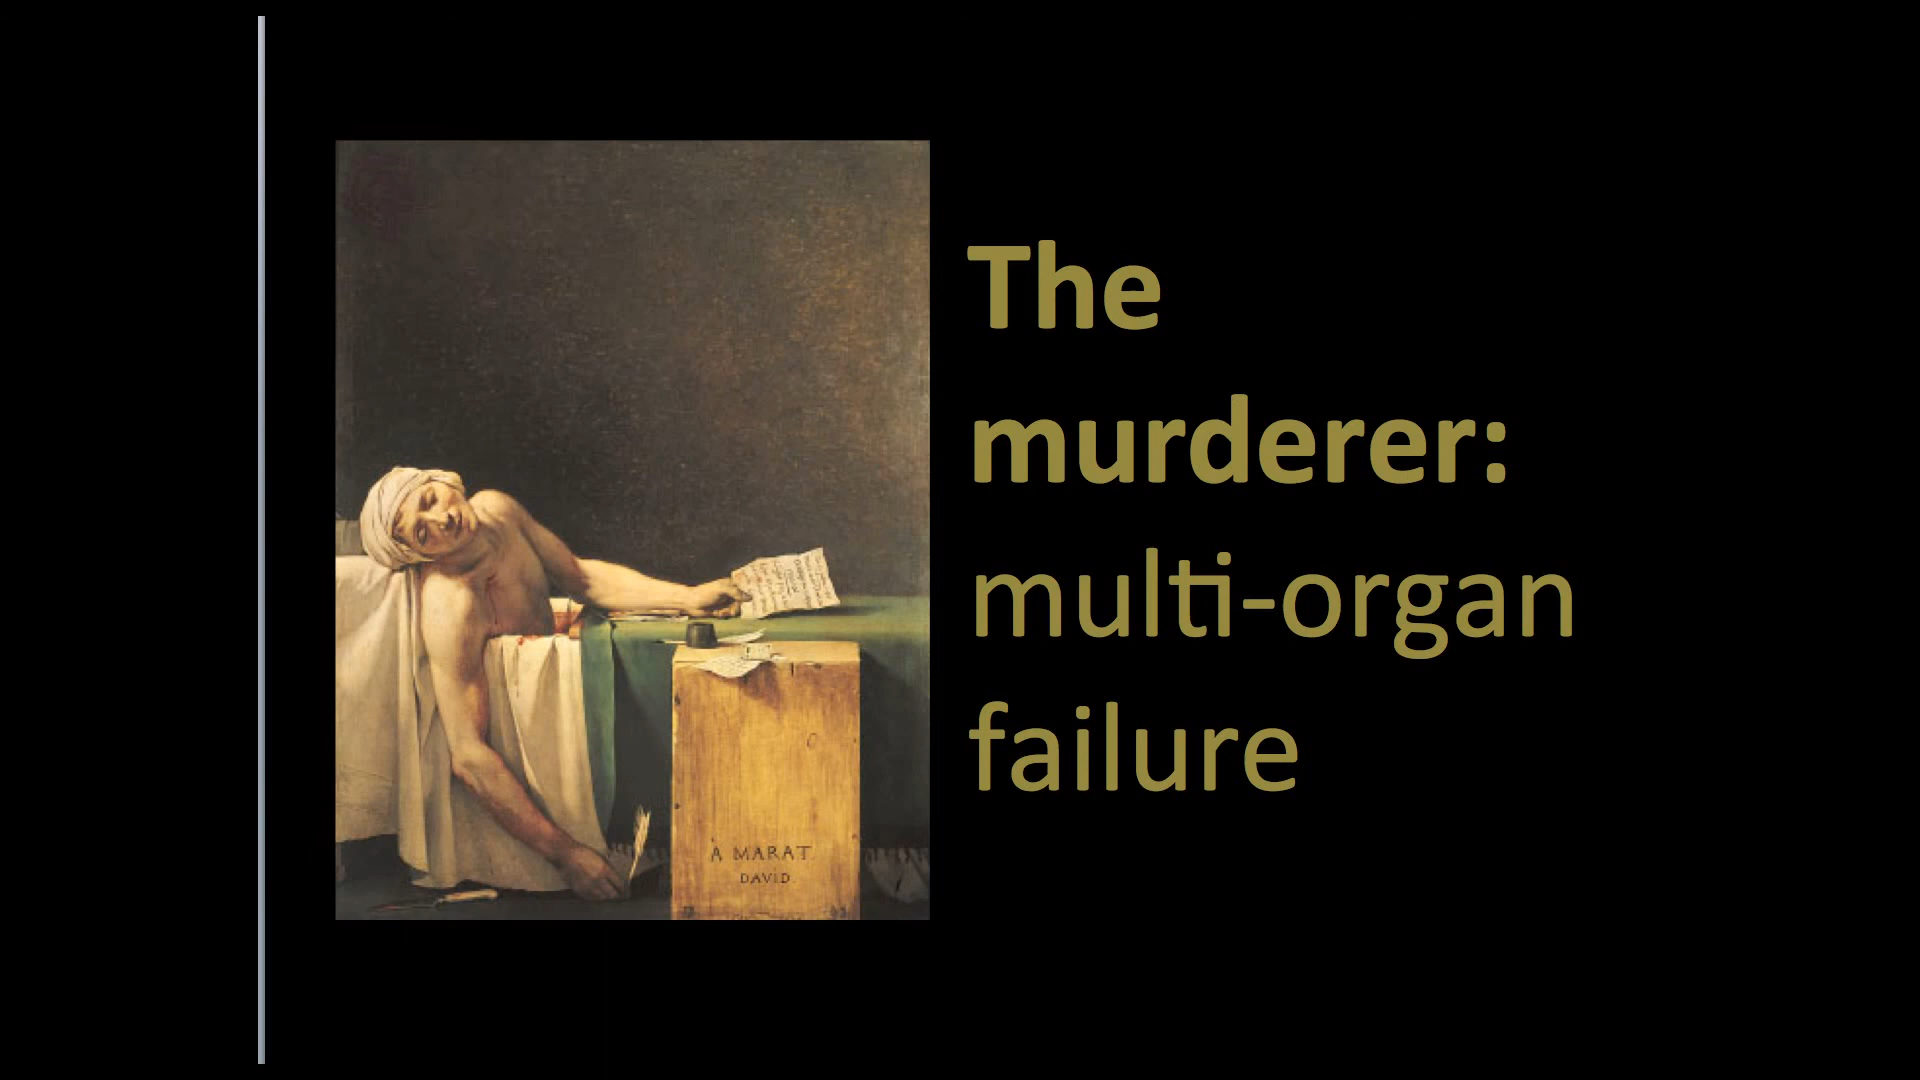 The
murderer:
multi-organ
failure
À MARAT
DAVID